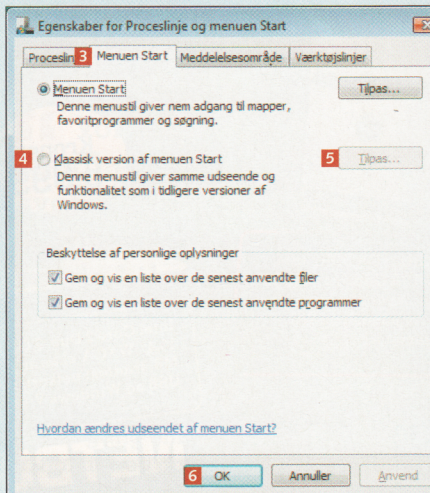 Egenskaber for Proceslinje og menuen Start
3 Menuen Start Meddelelsesområde Værktøjslinjer
Menuen Start Tilpas...
Denne menustil giver nem adgang til mapper,
favoritprogrammer og søgning.
4 Klassisk version af menuen Start 5 Tilpas...
Denne menustil giver samme udseende og
funktionalitet som i tidligere versioner af
Windows.
Beskyttelse af personlige oplysninger
Gem og vis en liste over de senest anvendte filer
Gem og vis en liste over de senest anvendte programmer
Hvordan ændres udseendet af menuen Start?
6 OK Annuller Anvend